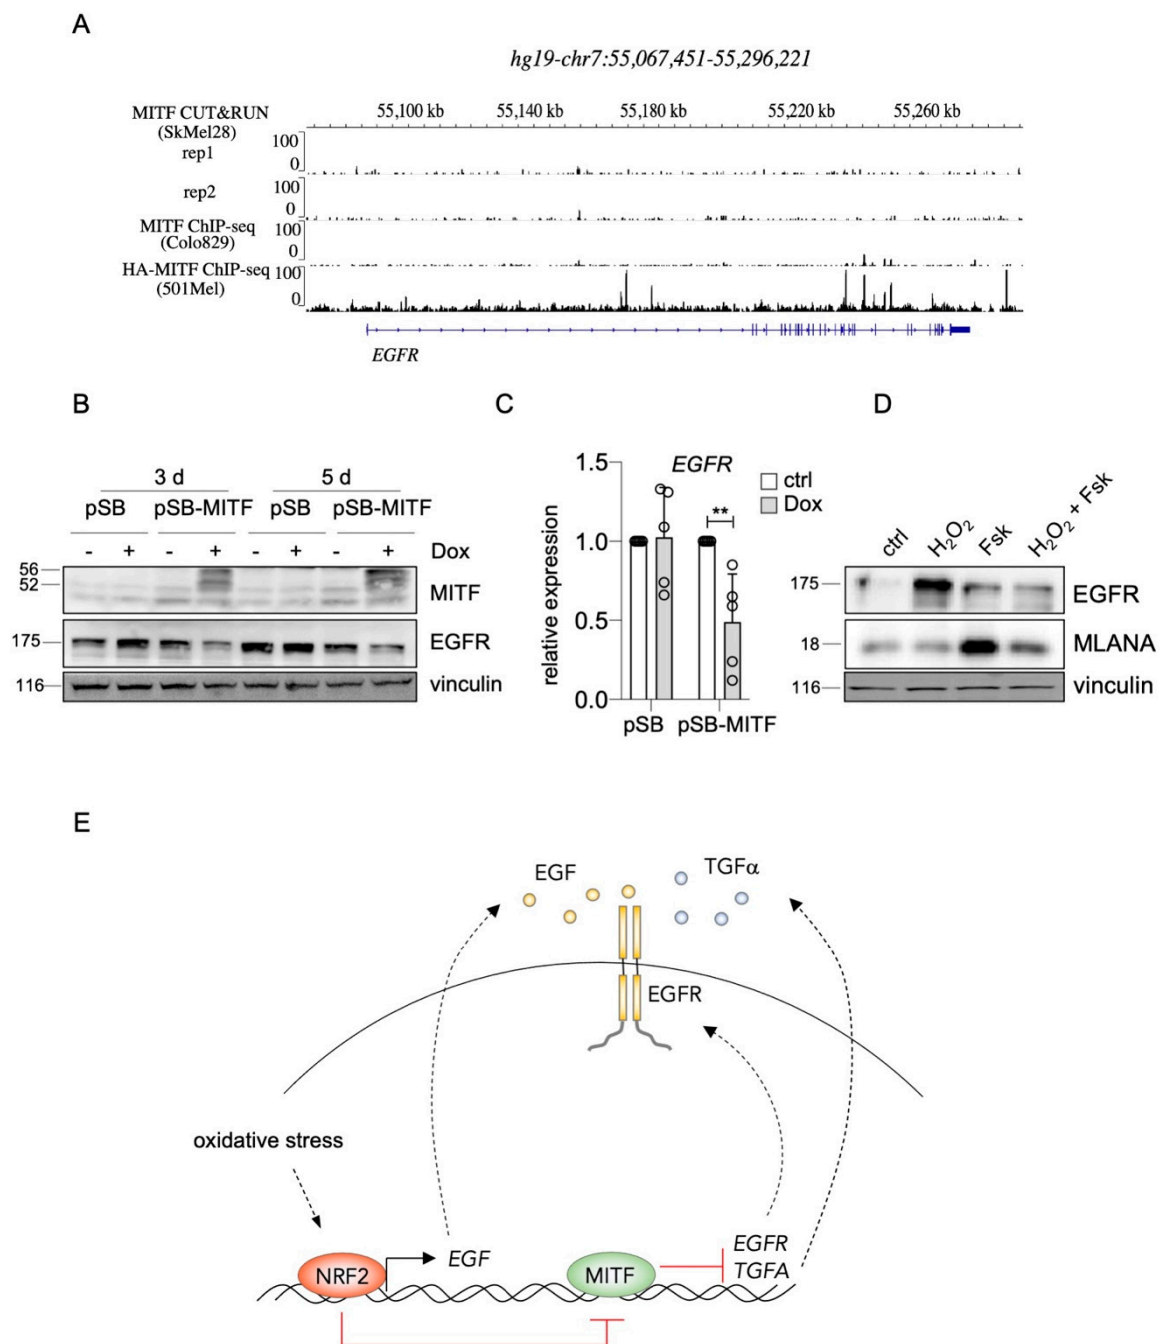 A
hg19-chr7:55,067,451-55,296,221
55,100 kb 55,140 kb 55,180 kb 55,220 kb 55,260 kb
MITF CUT&RUN
(SkMel28)
rep1
100
0
rep2
100
0
MITF ChIP-seq
(Colo829)
100
0
HA-MITF ChIP-seq
(501Mel)
100
0
EGFR
B
3 d 5 d
pSB pSB-MITF pSB pSB-MITF
- + - + - + - + Dox
56
52
MITF
175 EGFR
116 vinculin
C
EGFR
ctrl
Dox
**
relative expression
1.5
1.0
0.5
0.0
pSB pSB-MITF
D
ctrl H₂O₂ Fsk H₂O₂ + Fsk
175 EGFR
18 MLANA
116 vinculin
E
EGF TGFα
EGFR
oxidative stress
NRF2 EGF MITF EGFR
TGFA